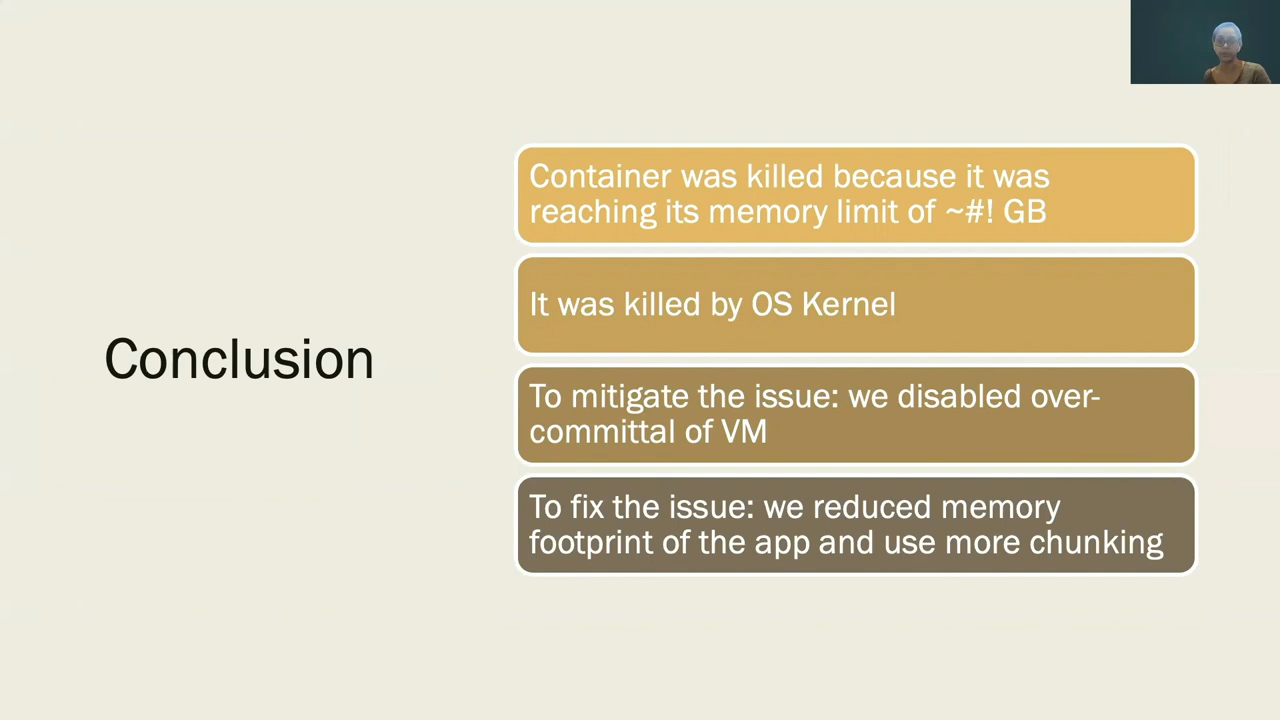 Conclusion
Container was killed because it was
reaching its memory limit of ~#! GB
It was killed by OS Kernel
To mitigate the issue: we disabled over-
committal of VM
To fix the issue: we reduced memory
footprint of the app and use more chunking